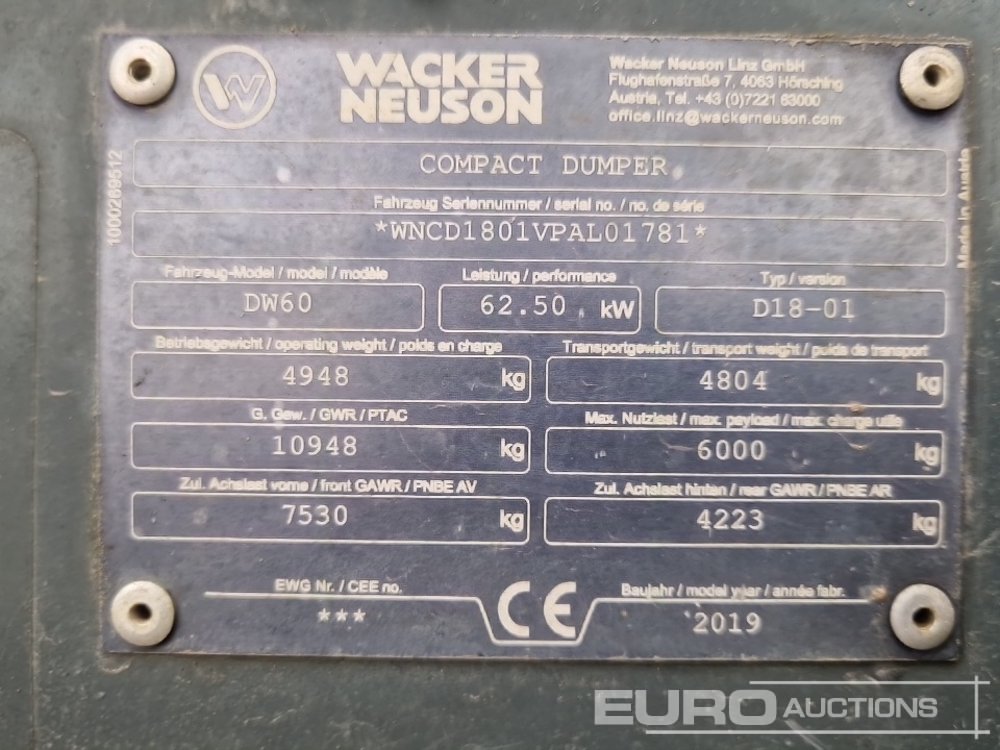 WACKER
NEUSON
Wacker Neuson Linz GmbH
Flughafenstraße 7, 4063 Hörsching
Austria, Tel. +43 (0)7221 63000
office.linz@wackerneuson.com
1000269512
Made in Austria
COMPACT DUMPER
Fahrzeug Seriennummer / serial no. / no. de série
*WNCD1801VPAL01781*
Fahrzeug-Model / model / modèle
Leistung / performance
Typ / version
DW60
62.50 kW
D18-01
Betriebsgewicht / operating weight / poids en charge
Transportgewicht / transport weight / poids de transport
4948 kg
4804 kg
G. Gew. / GWR / PTAC
Max. Nutzlast / max. payload / max. charge utile
10948 kg
6000 kg
Zul. Achslast vorne / front GAWR / PNBE AV
Zul. Achslast hinten / rear GAWR / PNBE AR
7530 kg
4223 kg
EWG Nr. / CEE no.
***
CE
Baujahr / model year / année fabr.
2019
EURO AUCTIONS